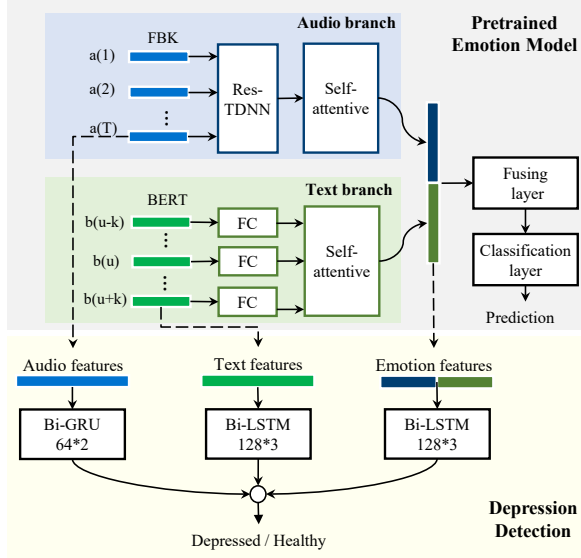 Audio branch
Pretrained
Emotion Model
FBK
a(1)
a(2)
⋮
a(T)
Res-
TDNN
Self-
attentive
Text branch
BERT
b(u-k)
⋮
b(u)
⋮
b(u+k)
FC
FC
FC
Self-
attentive
Fusing
layer
Classification
layer
Prediction
Audio features
Text features
Emotion features
Bi-GRU
64*2
Bi-LSTM
128*3
Bi-LSTM
128*3
Depressed / Healthy
Depression
Detection